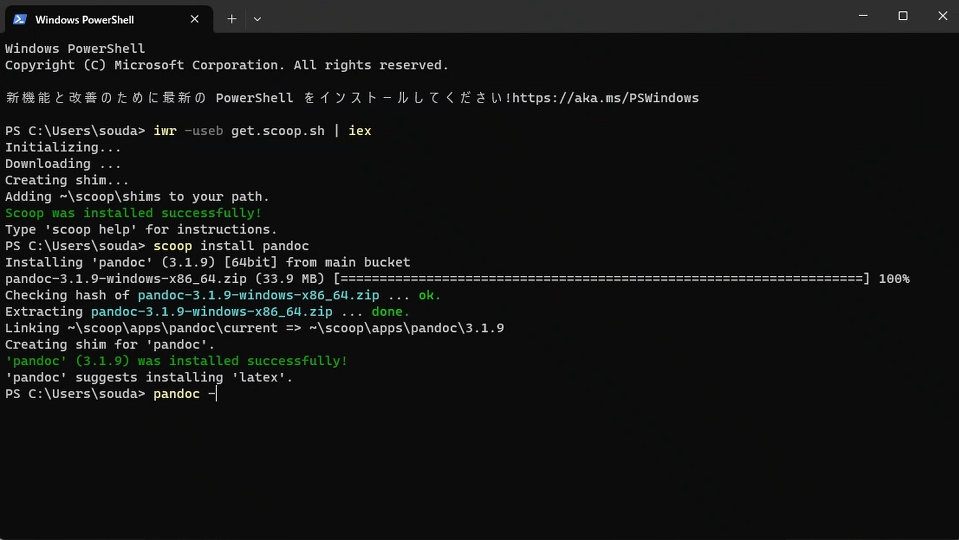 Windows PowerShell
Windows PowerShell
Copyright (C) Microsoft Corporation. All rights reserved.
新機能と改善のために最新の PowerShell をインストールしてください!https://aka.ms/PSWindows
PS C:\Users\souda> iwr -useb get.scoop.sh | iex
Initializing...
Downloading ...
Creating shim...
Adding ~\scoop\shims to your path.
Scoop was installed successfully!
Type 'scoop help' for instructions.
PS C:\Users\souda> scoop install pandoc
Installing 'pandoc' (3.1.9) [64bit] from main bucket
pandoc-3.1.9-windows-x86_64.zip (33.9 MB) [===================================================================] 100%
Checking hash of pandoc-3.1.9-windows-x86_64.zip ... ok.
Extracting pandoc-3.1.9-windows-x86_64.zip ... done.
Linking ~\scoop\apps\pandoc\current => ~\scoop\apps\pandoc\3.1.9
Creating shim for 'pandoc'.
'pandoc' (3.1.9) was installed successfully!
'pandoc' suggests installing 'latex'.
PS C:\Users\souda> pandoc -